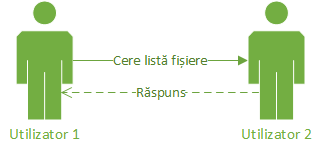 Cere listă fișiere
Răspuns
Utilizator 1
Utilizator 2